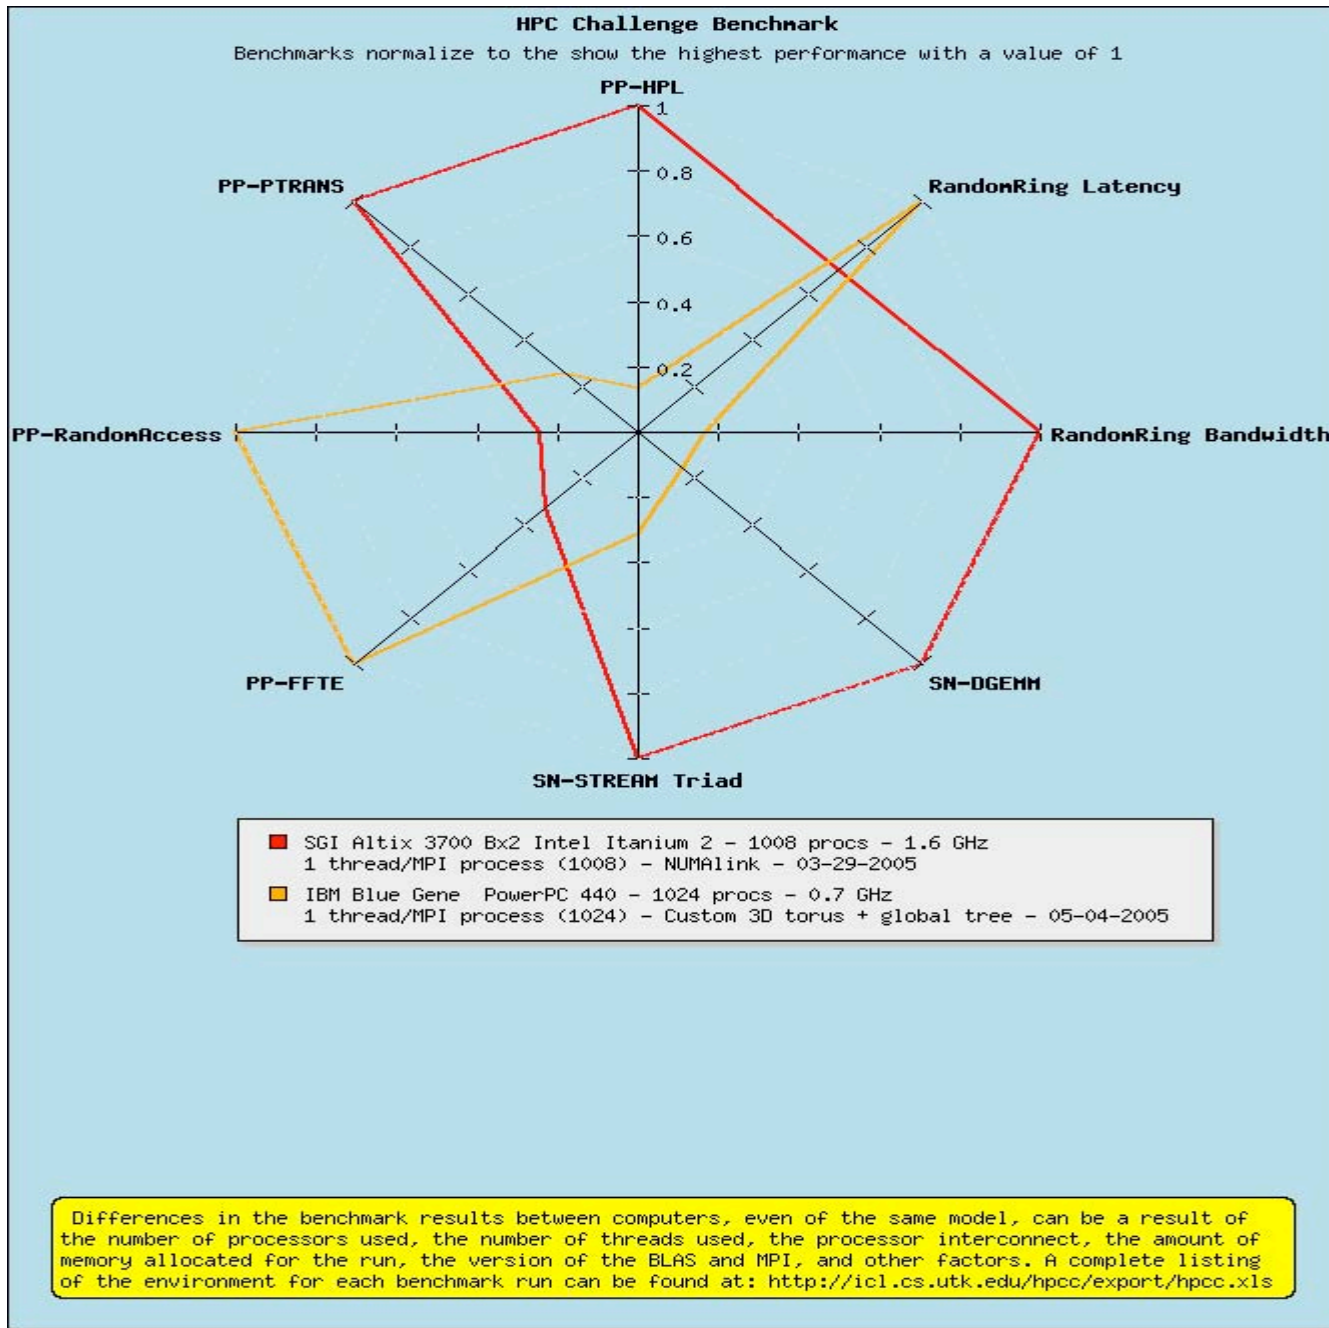 HPC Challenge Benchmark
Benchmarks normalize to the show the highest performance with a value of 1
PP-HPL
1
PP-PTRANS
RandomRing Latency
0.8
0.6
0.4
0.2
PP-RandomAccess
RandomRing Bandwidth
PP-FFTE
SN-DGEMM
SN-STREAM Triad
SGI Altix 3700 Bx2 Intel Itanium 2 - 1008 procs - 1.6 GHz
1 thread/MPI process (1008) - NUMAlink - 03-29-2005
IBM Blue Gene PowerPC 440 - 1024 procs - 0.7 GHz
1 thread/MPI process (1024) - Custom 3D torus + global tree - 05-04-2005
Differences in the benchmark results between computers, even of the same model, can be a result of
the number of processors used, the number of threads used, the processor interconnect, the amount of
memory allocated for the run, the version of the BLAS and MPI, and other factors. A complete listing
of the environment for each benchmark run can be found at: http://icl.cs.utk.edu/hpcc/export/hpcc.xls